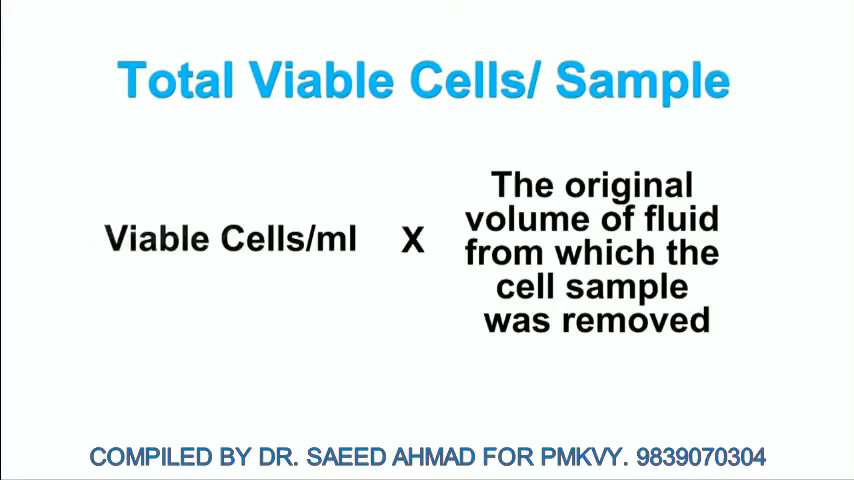 Total Viable Cells/ Sample
Viable Cells/ml X
The original
volume of fluid
from which the
cell sample
was removed
COMPILED BY DR. SAEED AHMAD FOR PMKVY. 9839070304